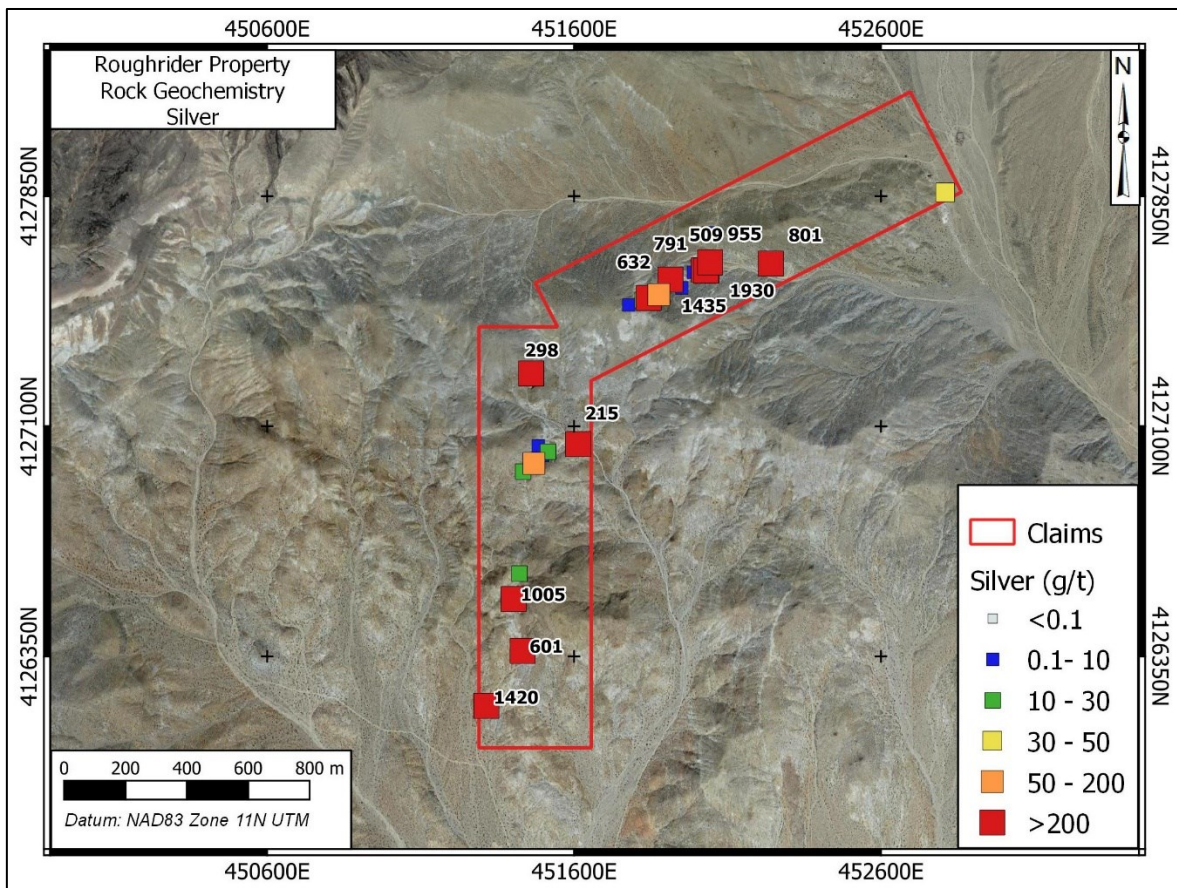 450600E
451600E
452600E
Roughrider Property
Rock Geochemistry
Silver
N
4127850N
4127850N
509
955
791
801
632
1930
1435
298
4127100N
4127100N
215
Claims
Silver (g/t)
<0.1
0.1- 10
10 - 30
30 - 50
50 - 200
>200
1005
601
4126350N
4126350N
1420
0 200 400 600 800 m
Datum: NAD83 Zone 11N UTM
450600E
451600E
452600E